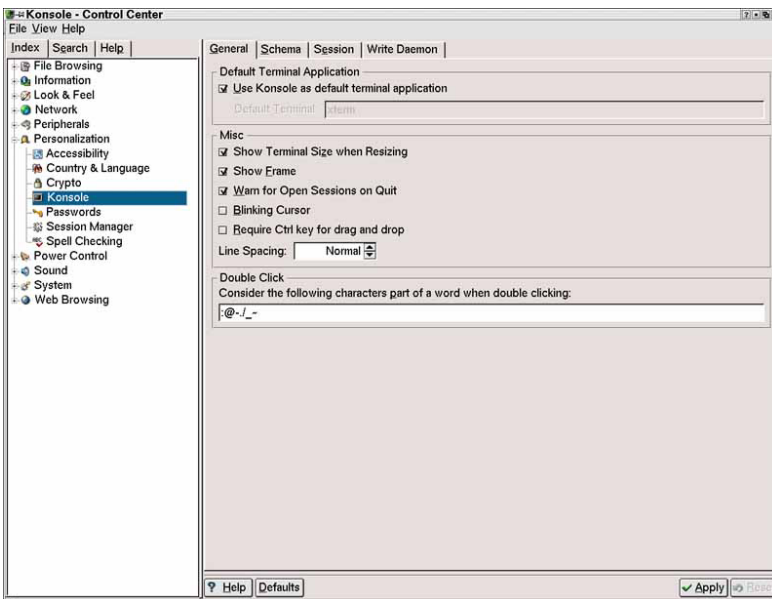 Konsole - Control Center
File View Help
Index Search Help
File Browsing
Information
Look & Feel
Network
Peripherals
Personalization
Accessibility
Country & Language
Crypto
Konsole
Passwords
Session Manager
Spell Checking
Power Control
Sound
System
Web Browsing
General Schema Session Write Daemon
Default Terminal Application
Use Konsole as default terminal application
Default Terminal xterm
Misc
Show Terminal Size when Resizing
Show Frame
Warn for Open Sessions on Quit
Blinking Cursor
Require Ctrl key for drag and drop
Line Spacing: Normal
Double Click
Consider the following characters part of a word when double clicking:
:@-./_~
? Help Defaults Apply Rese